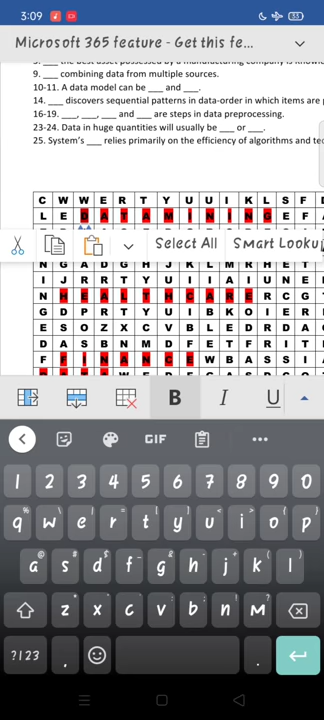 3:09
33
Microsoft 365 feature - Get this fe...
9. ___ combining data from multiple sources.
10-11. A data model can be ___ and ___.
14. ___ discovers sequential patterns in data-order in which items are
16-19. ___, ___, ___ and ___ are steps in data preprocessing.
23-24. Data in huge quantities will usually be ___ or ___.
25. System's ___ relies primarily on the efficiency of algorithms and
C W W E R T Y U U I K L S F
L E D A T A M I N I N G E F
Select All Smart Lookup
N G A D G H J K L M R H E T
I J R R T Y U I I A I U N E
N H E A L T H C A R E R C G
G D P R T Y U I B K O I E R
E S O Z X C V B L E D R D A
D A S B N M D F E T F R I T
F F I N A N C E W B A S S I
B I U
GIF
1 2 3 4 5 6 7 8 9 0
q w e r t y u i o p
a s d f g h j k l
z x c v b n m
?123 , .